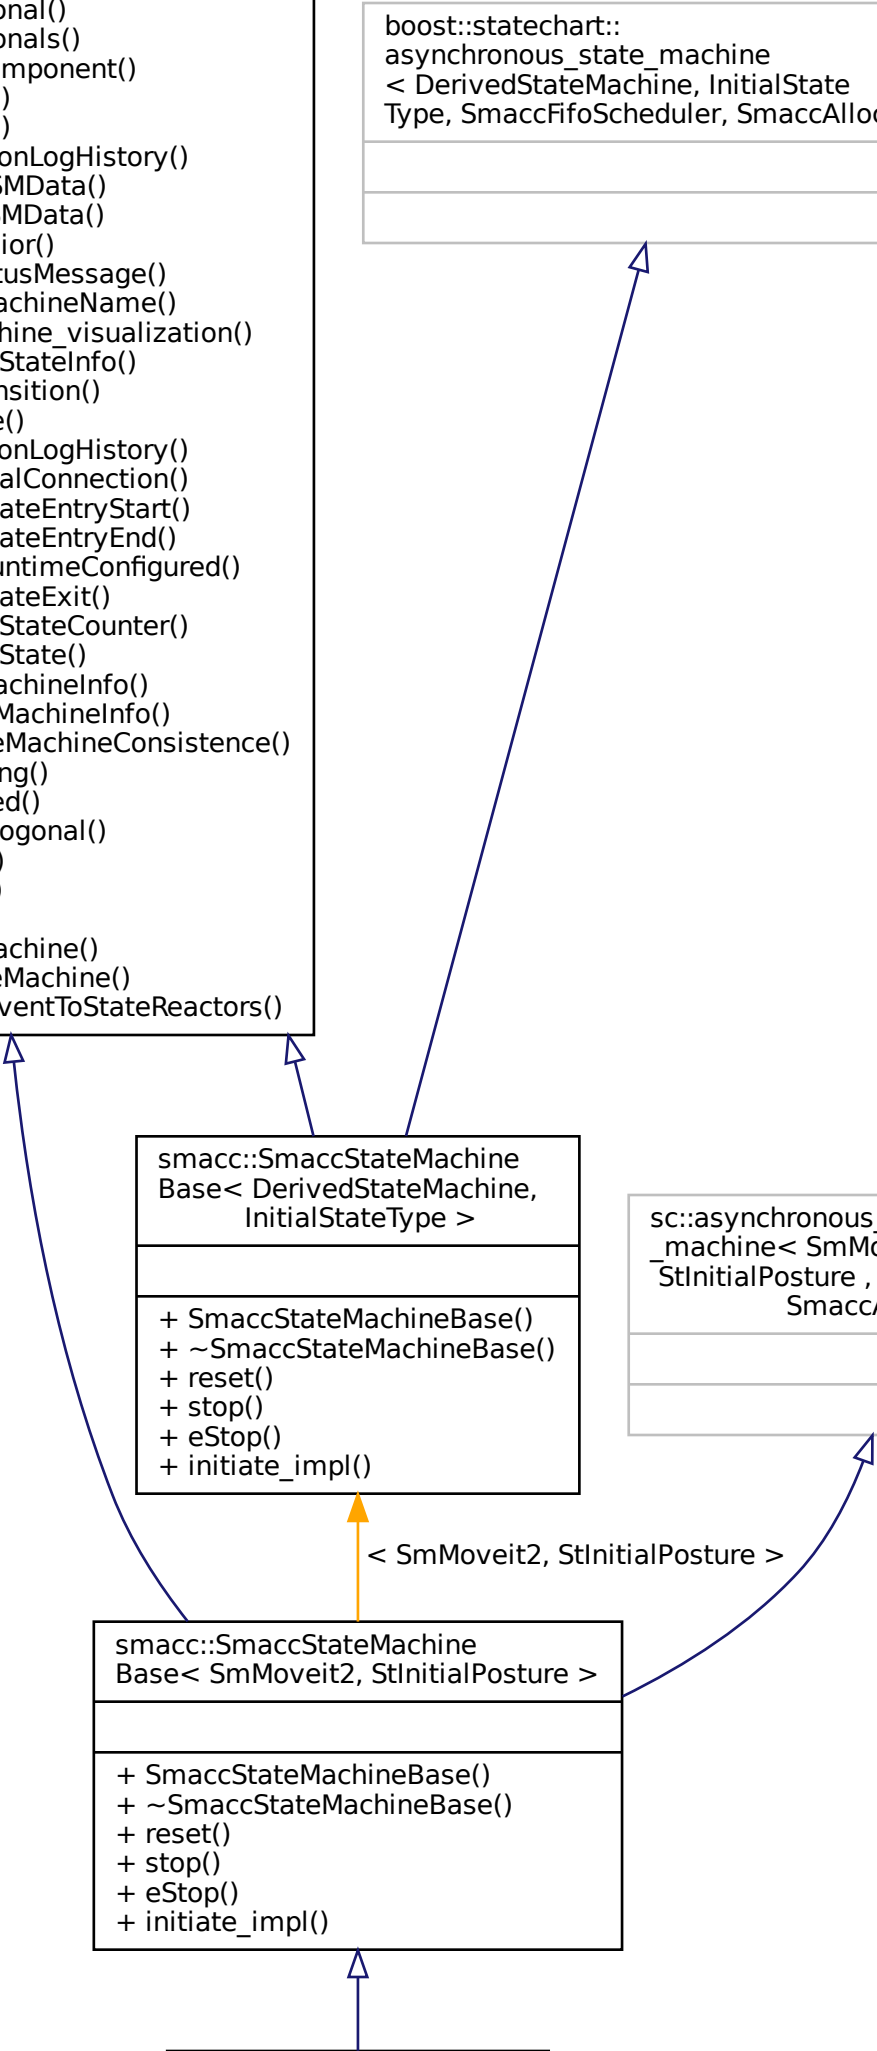 onal()
onals()
mponent()
)
)
onLogHistory()
SMData()
SMData()
ior()
tusMessage()
achineName()
hine_visualization()
StateInfo()
nsition()
e()
onLogHistory()
alConnection()
ateEntryStart()
ateEntryEnd()
untimeConfigured()
ateExit()
StateCounter()
State()
achineInfo()
MachineInfo()
eMachineConsistence()
ng()
ed()
ogonal()
)
)
achine()
eMachine()
ventToStateReactors()
boost::statechart::
asynchronous_state_machine
< DerivedStateMachine, InitialState
Type, SmaccFifoScheduler, SmaccAlloc
smacc::SmaccStateMachine
Base< DerivedStateMachine,
InitialStateType >
+ SmaccStateMachineBase()
+ ~SmaccStateMachineBase()
+ reset()
+ stop()
+ eStop()
+ initiate_impl()
sc::asynchronous_
_machine< SmMo
StInitialPosture ,
SmaccA
< SmMoveit2, StInitialPosture >
smacc::SmaccStateMachine
Base< SmMoveit2, StInitialPosture >
+ SmaccStateMachineBase()
+ ~SmaccStateMachineBase()
+ reset()
+ stop()
+ eStop()
+ initiate_impl()